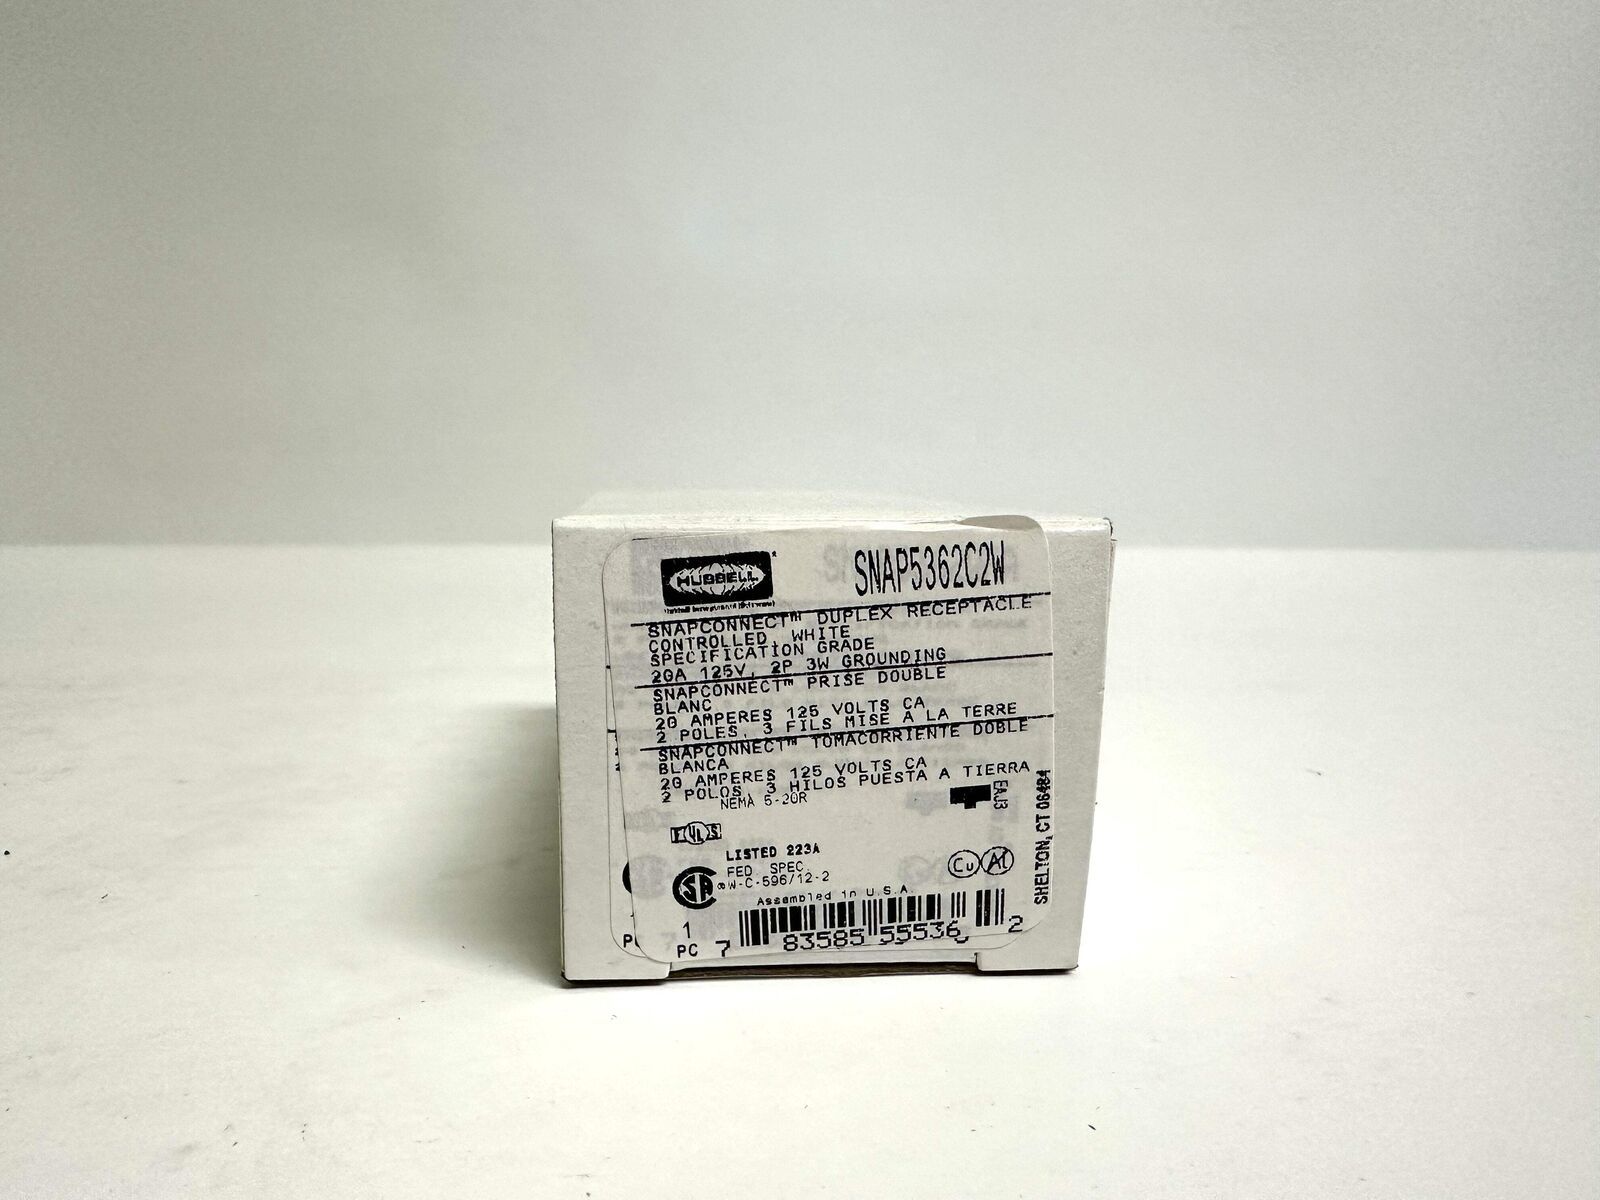 HUBBELL
SNAP5362C2W
SNAPCONNECT™ DUPLEX RECEPTACLE
CONTROLLED, WHITE
SPECIFICATION GRADE
20A 125V, 2P 3W GROUNDING
SNAPCONNECT™ PRISE DOUBLE
BLANC
20 AMPERES 125 VOLTS CA
2 POLES, 3 FILS MISE A LA TERRE
SNAPCONNECT™ TOMACORRIENTE DOBLE
BLANCA
20 AMPERES 125 VOLTS CA
2 POLOS, 3 HILOS PUESTA A TIERRA
NEMA 5-20R
EAJ3
SHELTON, CT 06484
F UL S
LISTED 223A
FED SPEC.
W-C-596/12-2
SA
®
Cu Al
Assembled in U.S.A.
1
PC
7 83585 55536 2
PC